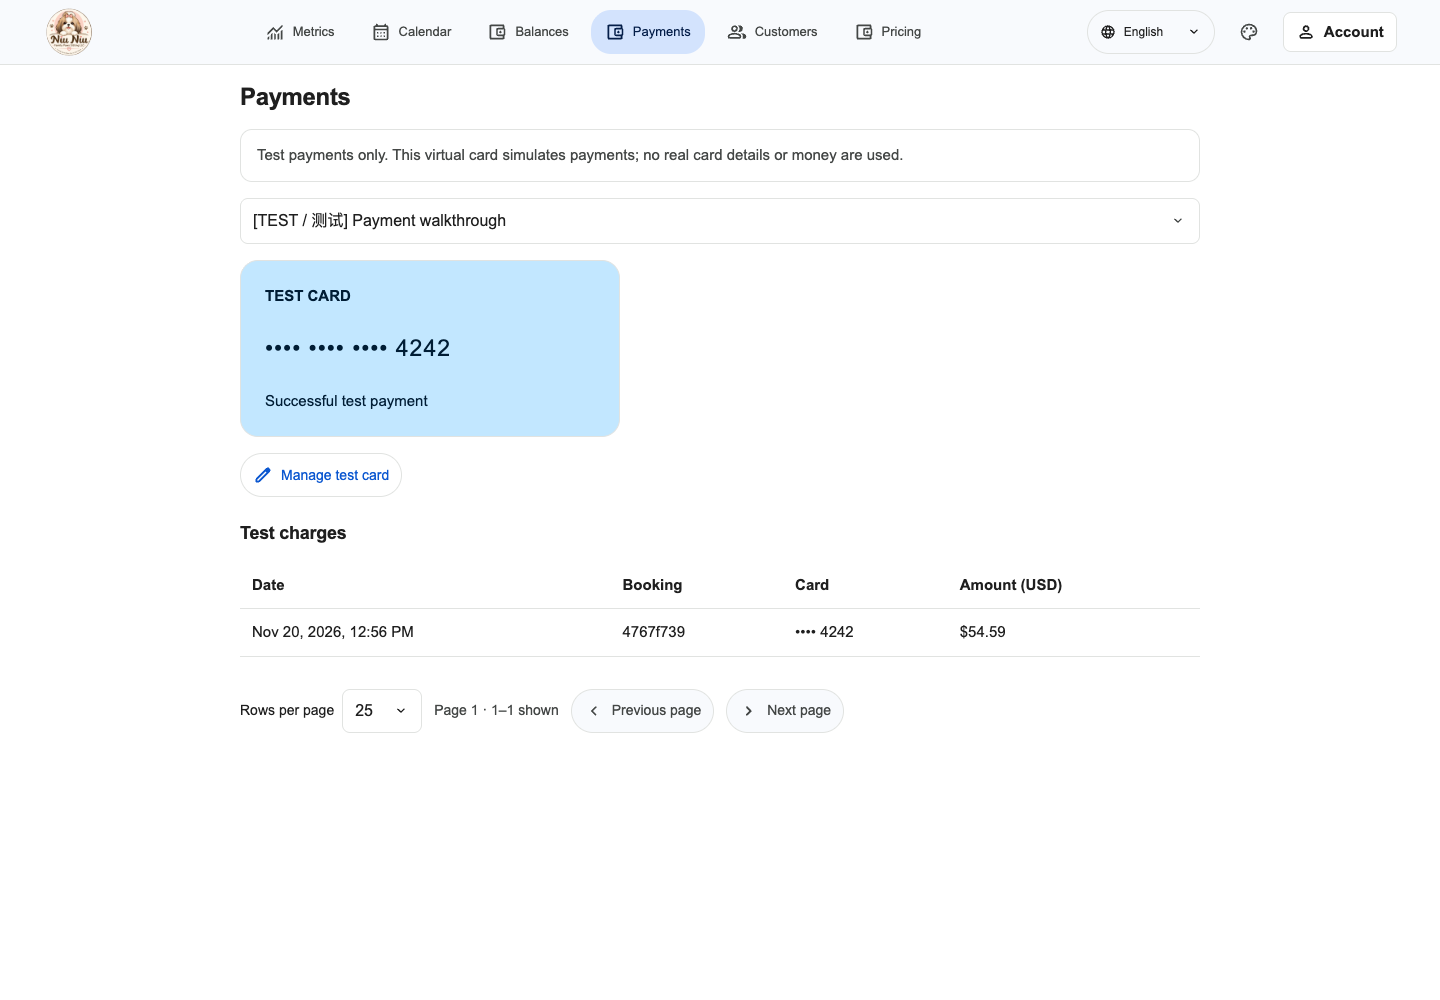 Niu Niu
Metrics
Calendar
Balances
Payments
Customers
Pricing
English
Account
Payments
Test payments only. This virtual card simulates payments; no real card details or money are used.
[TEST / 测试] Payment walkthrough
TEST CARD
•••• •••• •••• 4242
Successful test payment
Manage test card
Test charges
Date Booking Card Amount (USD)
Nov 20, 2026, 12:56 PM 4767f739 •••• 4242 $54.59
Rows per page 25 Page 1 · 1–1 shown Previous page Next page